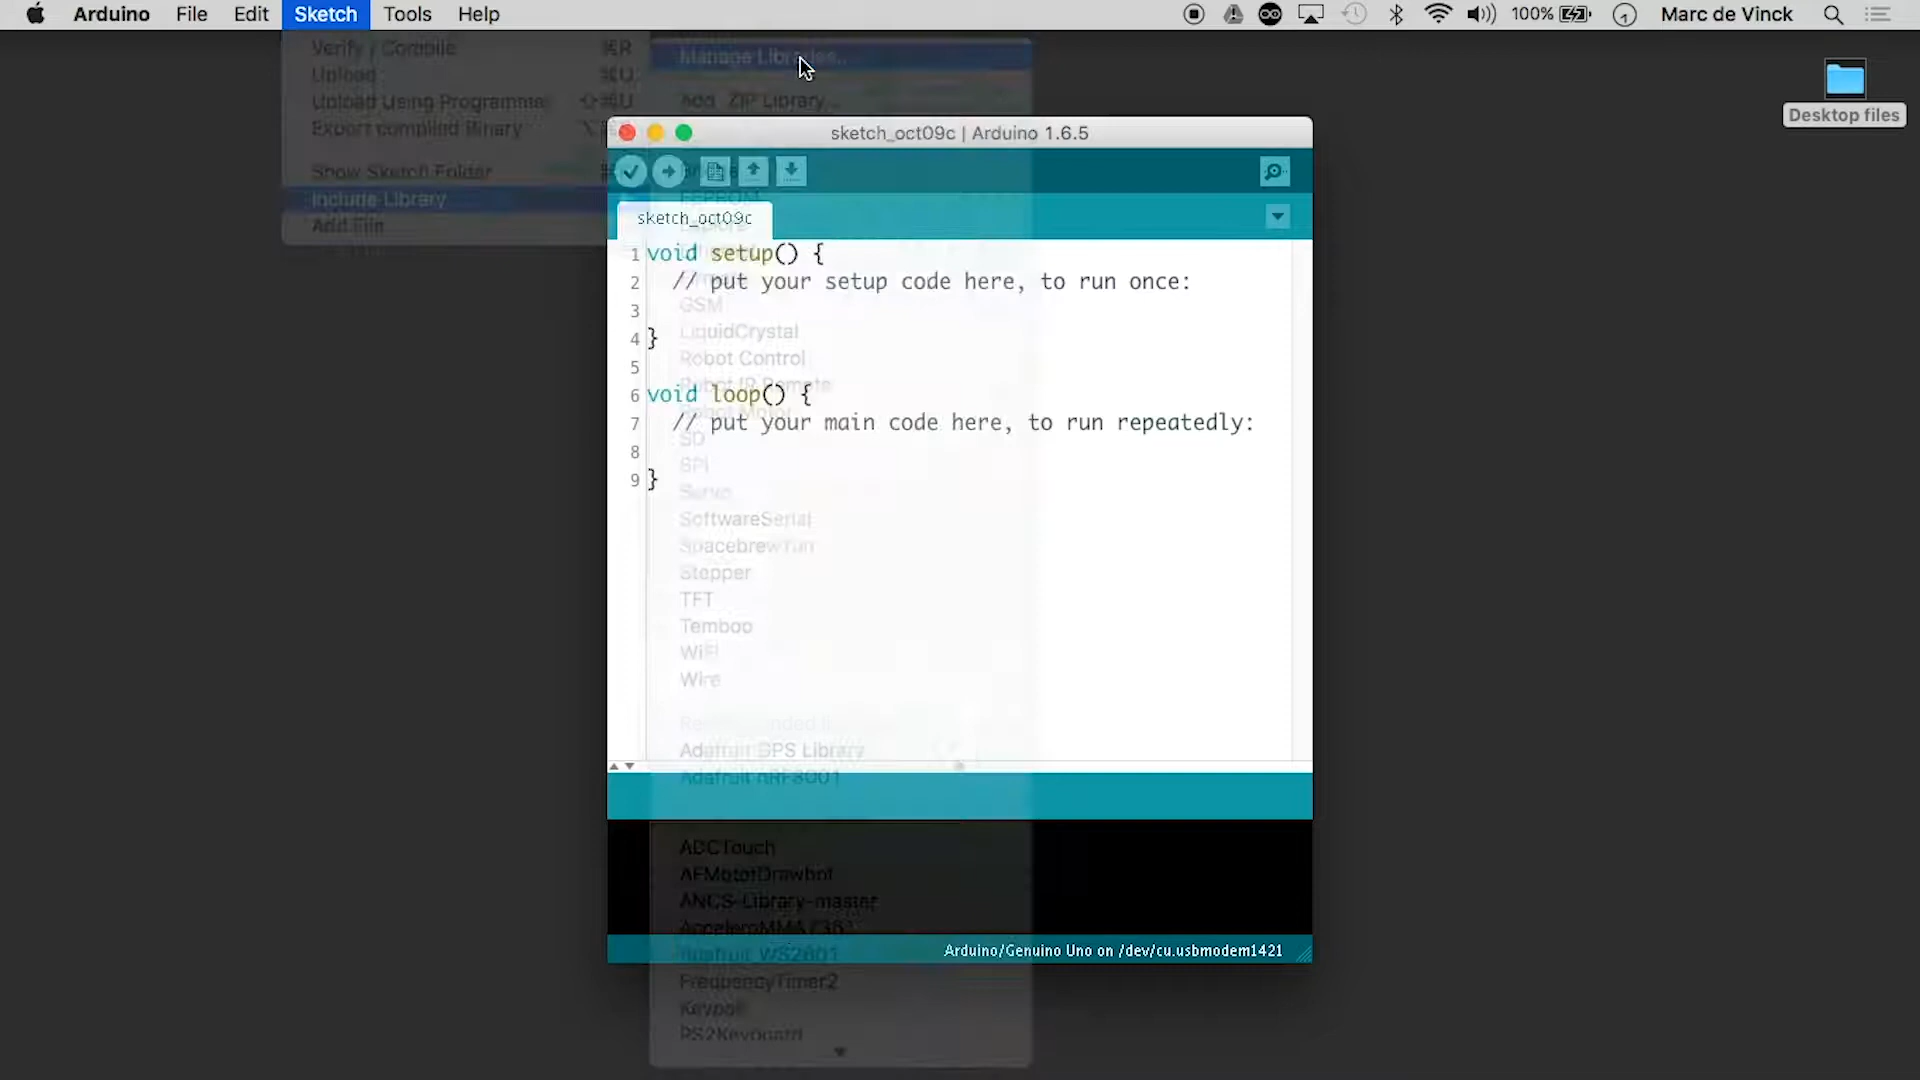 Arduino File Edit Sketch Tools Help 100% Marc de Vinck
Verify / Compile ⌘R
Upload ⌘U
Upload Using Programmer ⇧⌘U
Export compiled Binary
Show Sketch Folder
Include Library
Add File
Manage Libraries...
Add .ZIP Library...
Desktop files
sketch_oct09c | Arduino 1.6.5
EEPROM
sketch_oct09c
1 void setup() {
2 // put your setup code here, to run once:
3
4 }
5
6 void loop() {
7 // put your main code here, to run repeatedly:
8
9 }
GSM
LiquidCrystal
Robot Control
Robot IR Remote
Robot Motor
SD
SPI
Servo
SoftwareSerial
SpacebrewYun
Stepper
TFT
Temboo
WiFi
Wire
Adafruit GPS Library
Adafruit nRF8001
ADCTouch
AFMotorDrawbot
ANCS-Library-master
Adafruit_WS2801
FrequencyTimer2
Keypad
PS2Keyboard
Arduino/Genuino Uno on /dev/cu.usbmodem1421